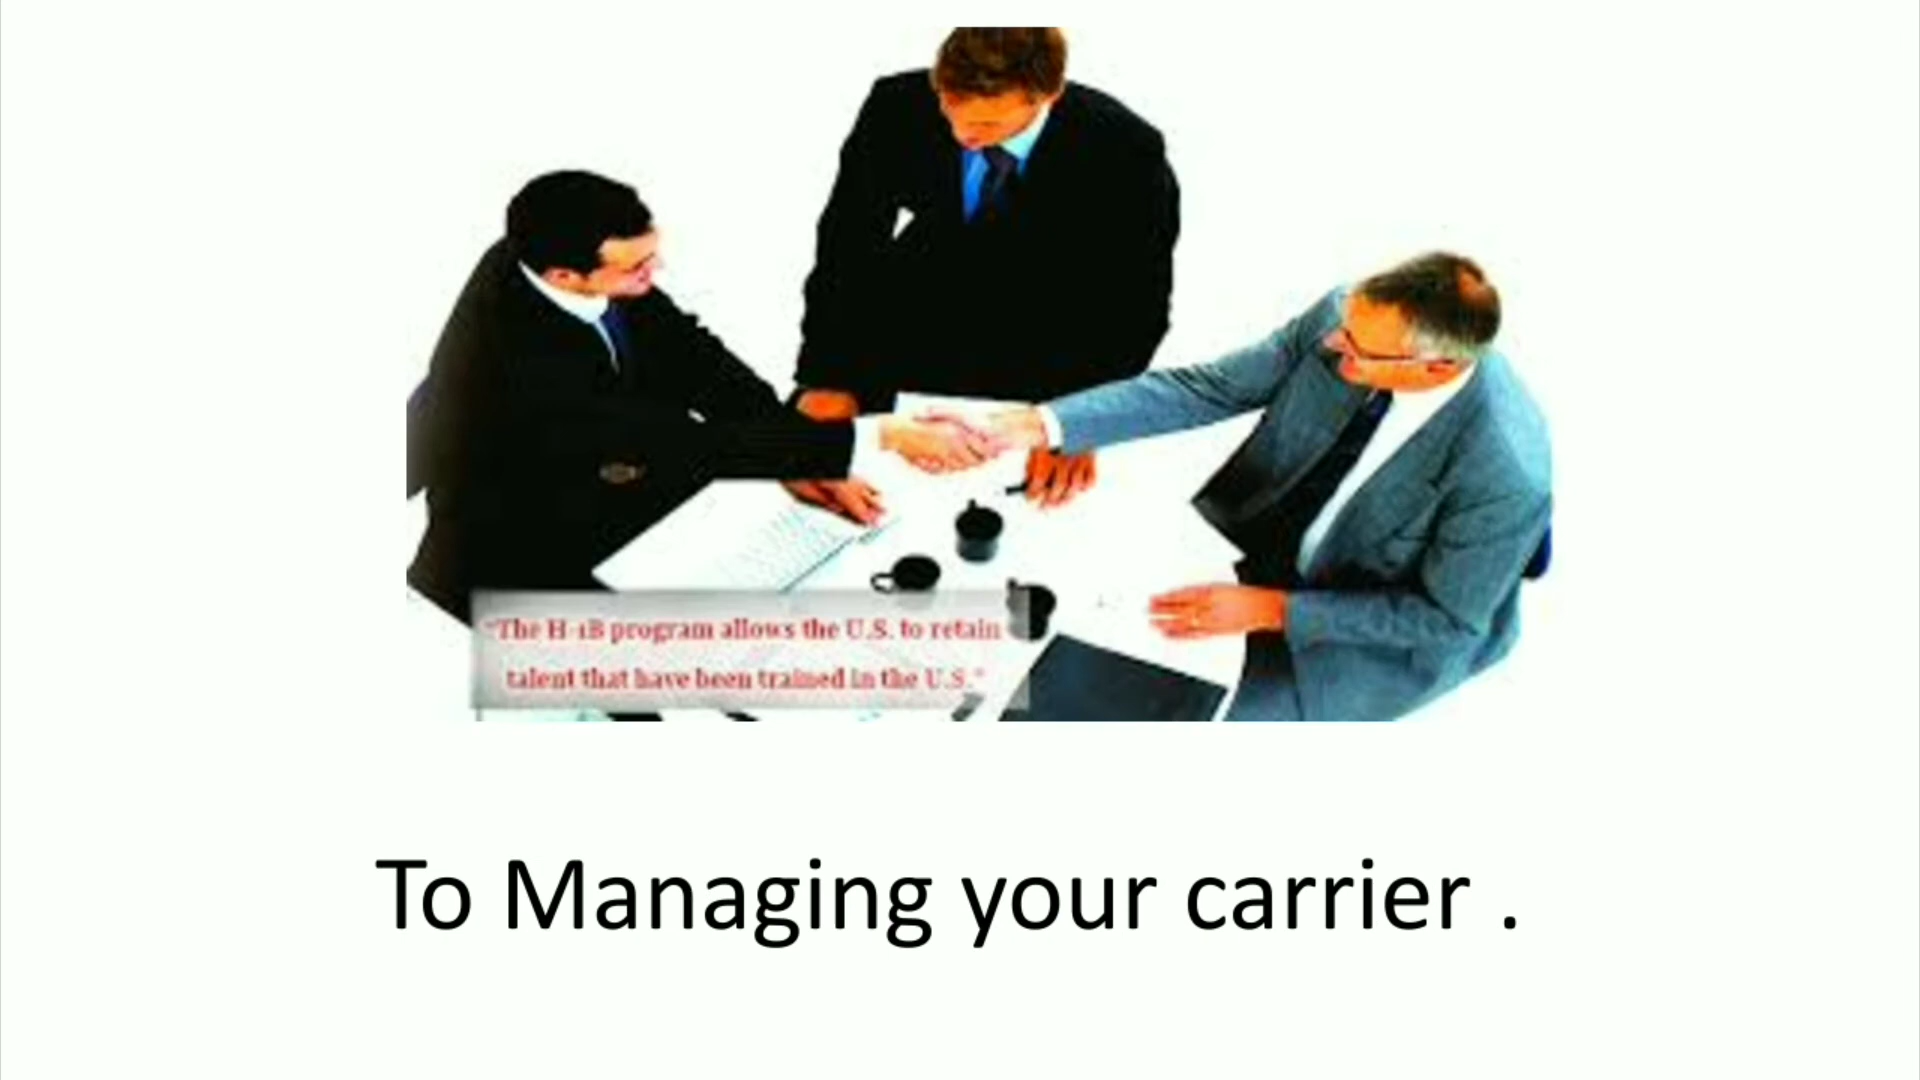 "The H-1B program allows the U.S. to retain
talent that have been trained in the U.S."
To Managing your carrier .